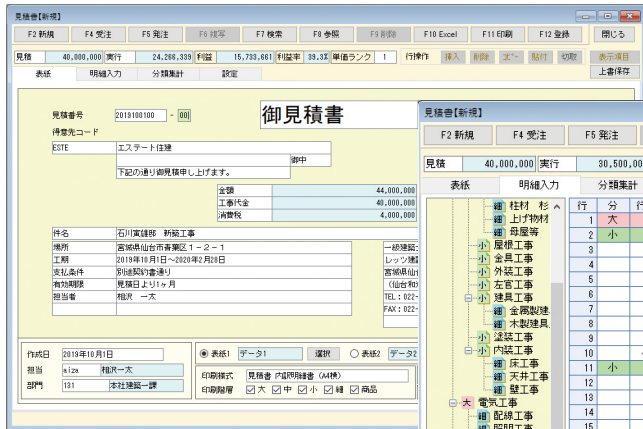 見積書【新規】
F2 新規 F4 受注 F5 発注 F6 複写 F7 検索 F8 参照 F9 削除 F10 Excel F11 印刷 F12 登録 閉じる
見積 40,000,000 実行 24,266,339 利益 15,733,661 利益率 39.3% 単価ランク 1 行操作 挿入 削除 コピー 貼付 切取 表示項目
表紙 明細入力 分類集計 設定 上書保存
御見積書
見積番号 2019100100 - 00
得意先コード
ESTE エステート住建
御中
下記の通り御見積申し上げます。
金額 44,000,000
工事代金 40,000,000
消費税 4,000,000
件名 石川寅雄邸 新築工事
場所 宮城県仙台市青葉区1-2-1
工期 2019年10月1日~2020年2月28日
支払条件 別途契約書通り
有効期限 見積日より1ヶ月
担当者 相沢 一太
一級建築
レッツ建
宮城県仙
TEL:022-
FAX:022-
作成日 2019年10月1日
担当 aiza 相沢一太
部門 131 本社建築一課
表紙1 データ1 選択 表紙2 データ2
印刷様式 見積書 内訳明細書 (A4横)
印刷階層 大 中 小 細 商品
見積書【新規】
F2 新規 F4 受注 F5 発注
見積 40,000,000 実行 30,500,00
表紙 明細入力 分類集計
細 柱材 杉
細 上げ物材
細 母屋等
小 屋根工事
小 金具工事
小 外装工事
小 左官工事
小 建具工事
細 金属製建
細 木製建具
小 塗装工事
小 内装工事
細 床工事
細 天井工事
細 壁工事
大 電気工事
細 配線工事
細 照明工事
行 分 行
1 大
2 小
3
4
5
6
7
8
9
10
11 小
12
13
14
15